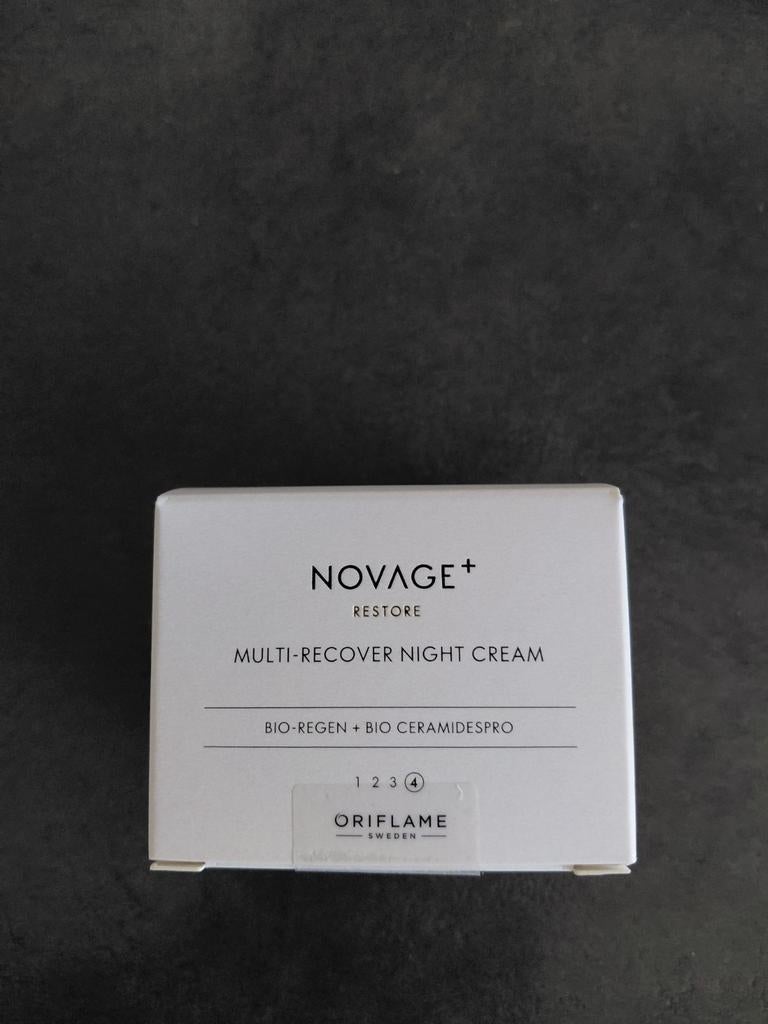 NOVAGE+
RESTORE
MULTI-RECOVER NIGHT CREAM
BIO-REGEN + BIO CERAMIDESPRO
1 2 3 4
ORIFLAME
SWEDEN